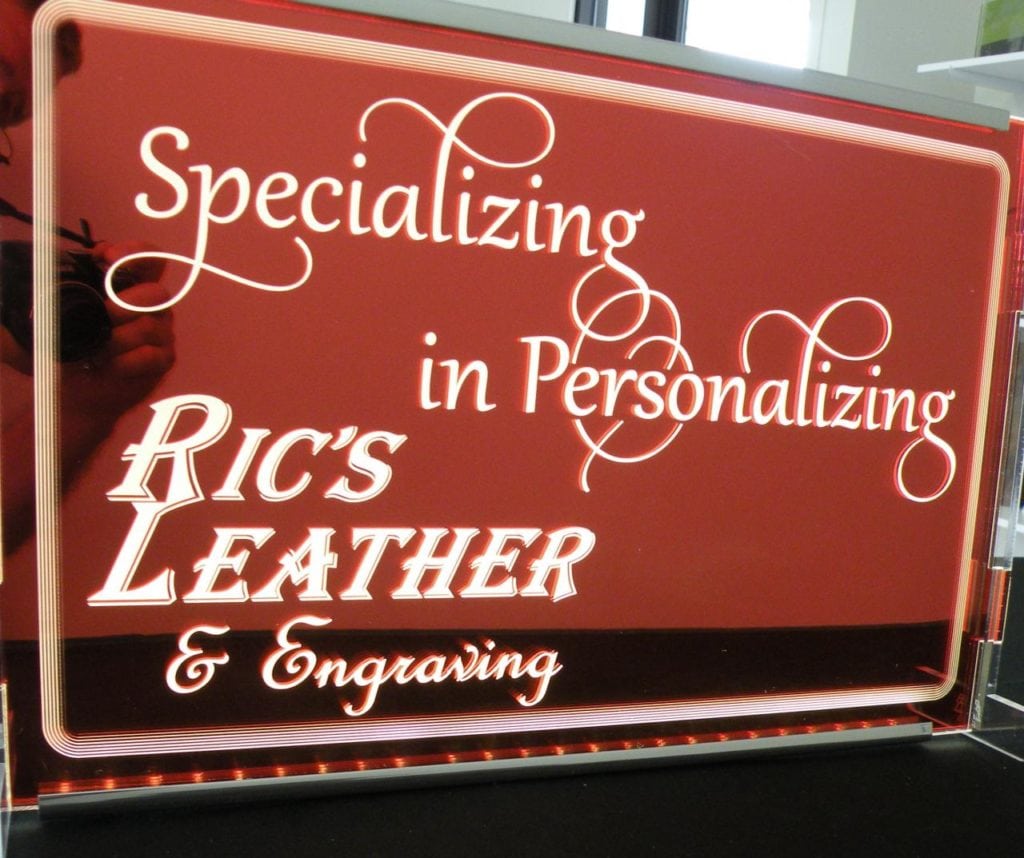 Specializing
in Personalizing
RIC'S
LEATHER
& Engraving